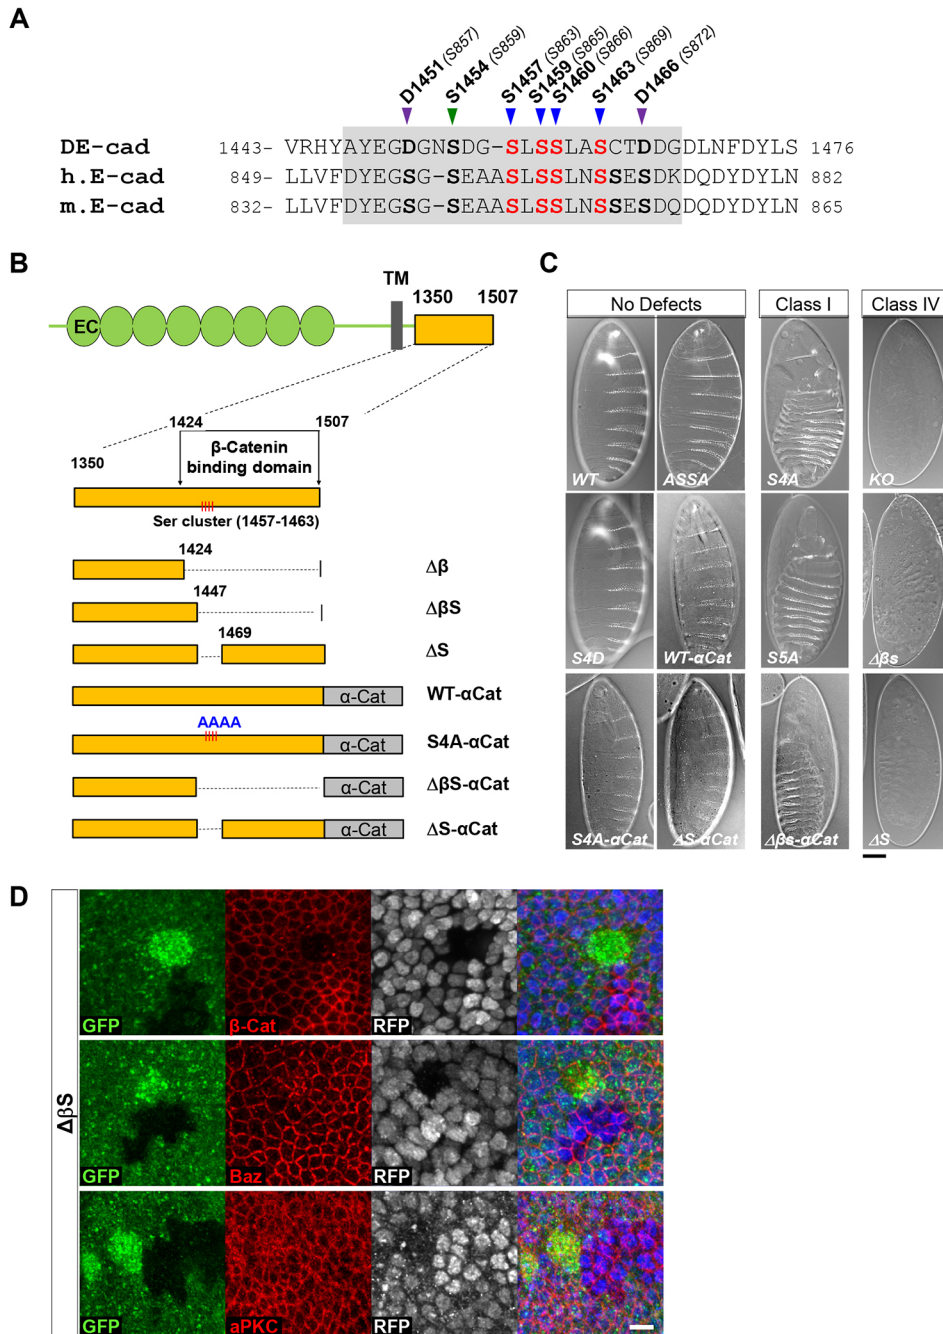 A
D1451 (S857)
S1454 (S859)
S1457 (S863)
S1459 (S865)
S1460 (S866)
S1463 (S869)
D1466 (S872)
DE-cad 1443- VRHYAYEGDGNSDG-SLSSLASCTDDGDLNFDYLS 1476
h.E-cad 849- LLVFDYEGSG-SEAASLSSLNSSESDKDQDYDYLN 882
m.E-cad 832- LLVFDYEGSG-SEAASLSSLNSSESDQDQDYDYLN 865
B
TM
1350 1507
EC
1424 1507
β-Catenin
binding domain
1350
Ser cluster (1457-1463)
1424
Δβ
1447
ΔβS
1469
ΔS
α-Cat WT-αCat
AAAA
α-Cat S4A-αCat
α-Cat ΔβS-αCat
α-Cat ΔS-αCat
C
No Defects Class I Class IV
WT ASSA S4A KO
S4D WT-αCat S5A Δβs
S4A-αCat ΔS-αCat Δβs-αCat ΔS
D
ΔβS
GFP β-Cat RFP
GFP Baz RFP
GFP aPKC RFP